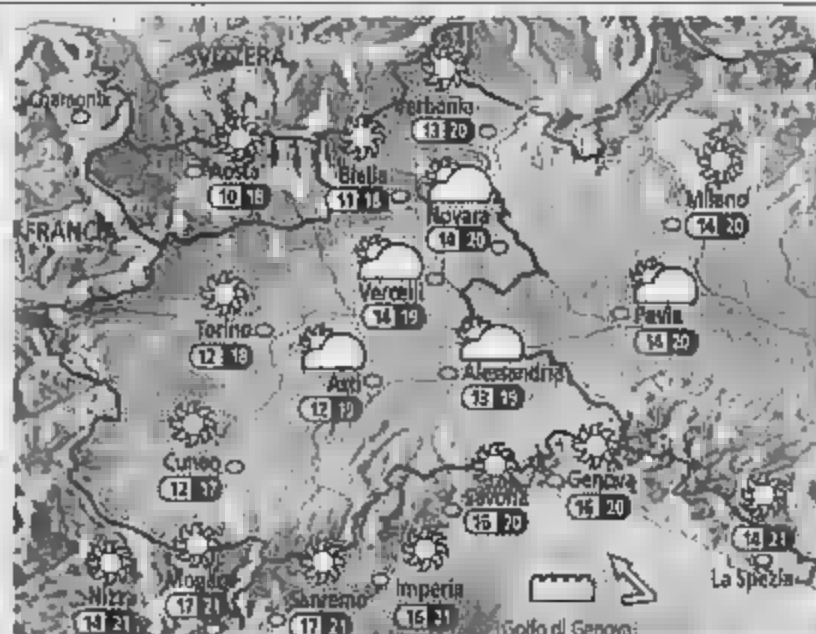 SVIZZERA
Chamonix
Verbania
13 20
Aosta
10 18
Biella
11 18
Milano
14 20
Novara
14 20
FRANCIA
Vercelli
14 19
Pavia
14 20
Torino
12 18
Asti
12 19
Alessandria
13 19
Cuneo
12 17
Savona
16 20
Genova
16 20
14 21
La Spezia
Monaco
17 21
Nizza
14 21
Sanremo
17 21
Imperia
16 21
Golfo di Genova